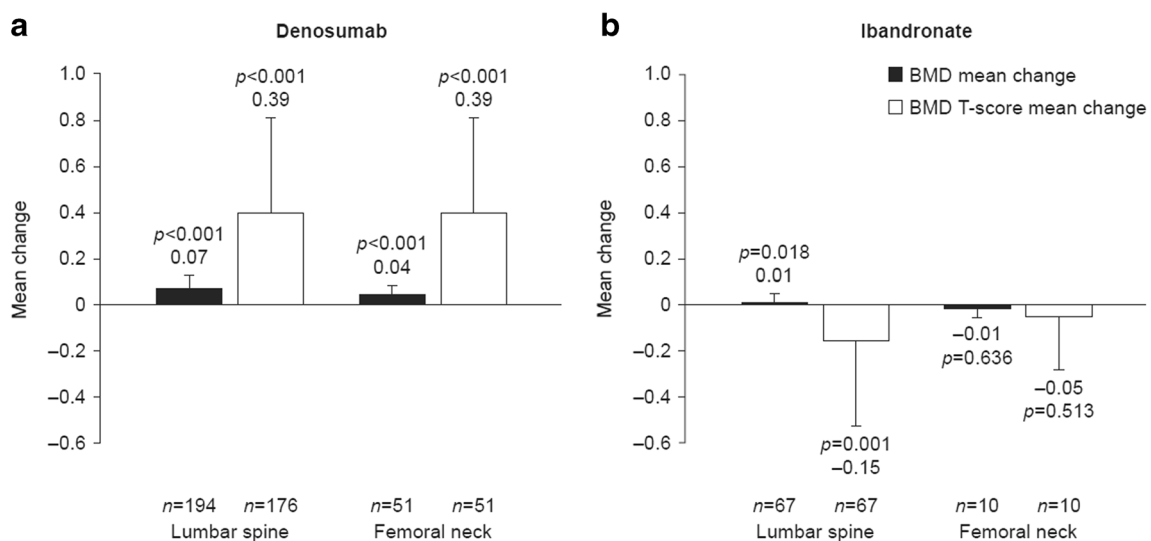 a
Denosumab
Mean change
1.0
0.8
0.6
0.4
0.2
0
–0.2
–0.4
–0.6
p<0.001
0.07
p<0.001
0.39
p<0.001
0.04
p<0.001
0.39
n=194 n=176 n=51 n=51
Lumbar spine Femoral neck
b
Ibandronate
BMD mean change
BMD T-score mean change
Mean change
1.0
0.8
0.6
0.4
0.2
0
–0.2
–0.4
–0.6
p=0.018
0.01
p=0.001
–0.15
–0.01
p=0.636
–0.05
p=0.513
n=67 n=67 n=10 n=10
Lumbar spine Femoral neck